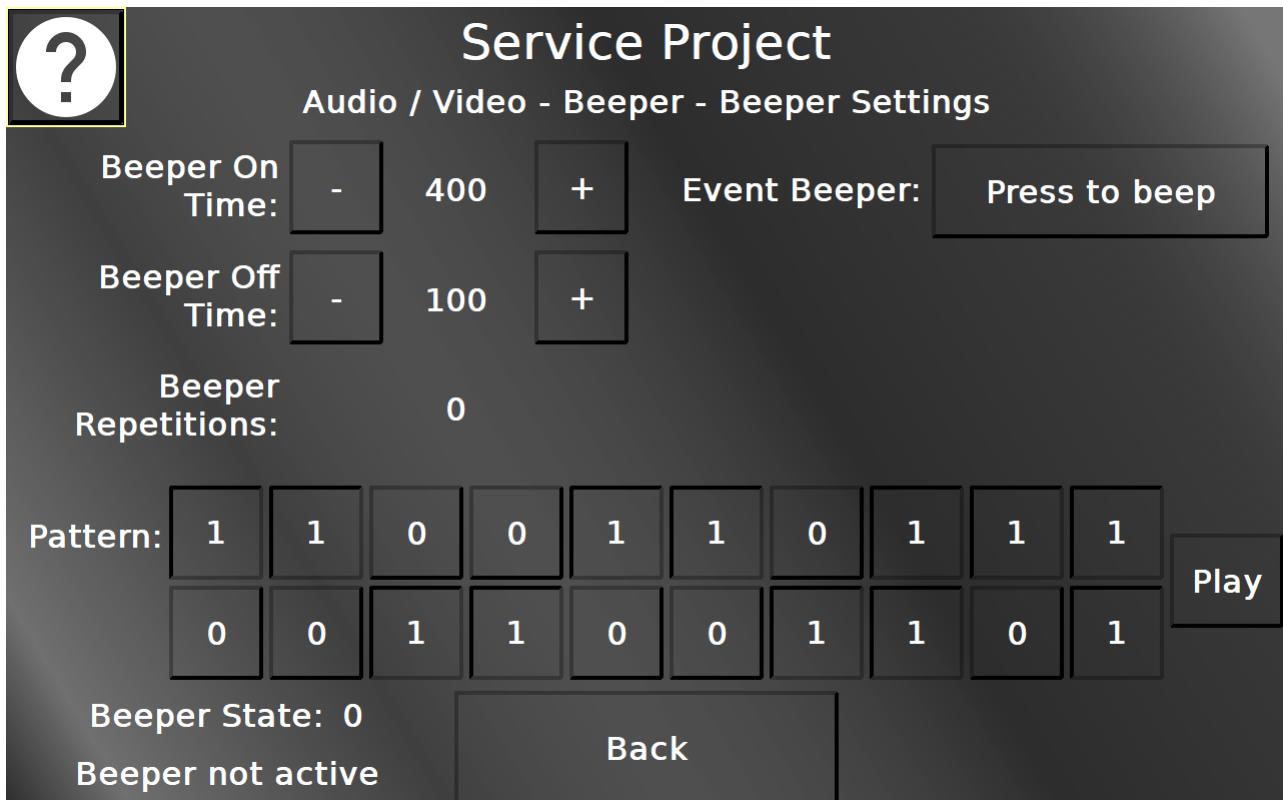 ?
Service Project
Audio / Video - Beeper - Beeper Settings
Beeper On
Time:
- 400 +
Event Beeper: Press to beep
Beeper Off
Time:
- 100 +
Beeper
Repetitions:
0
Pattern: 1 1 0 0 1 1 0 1 1 1
0 0 1 1 0 0 1 1 0 1
Play
Beeper State: 0
Beeper not active
Back